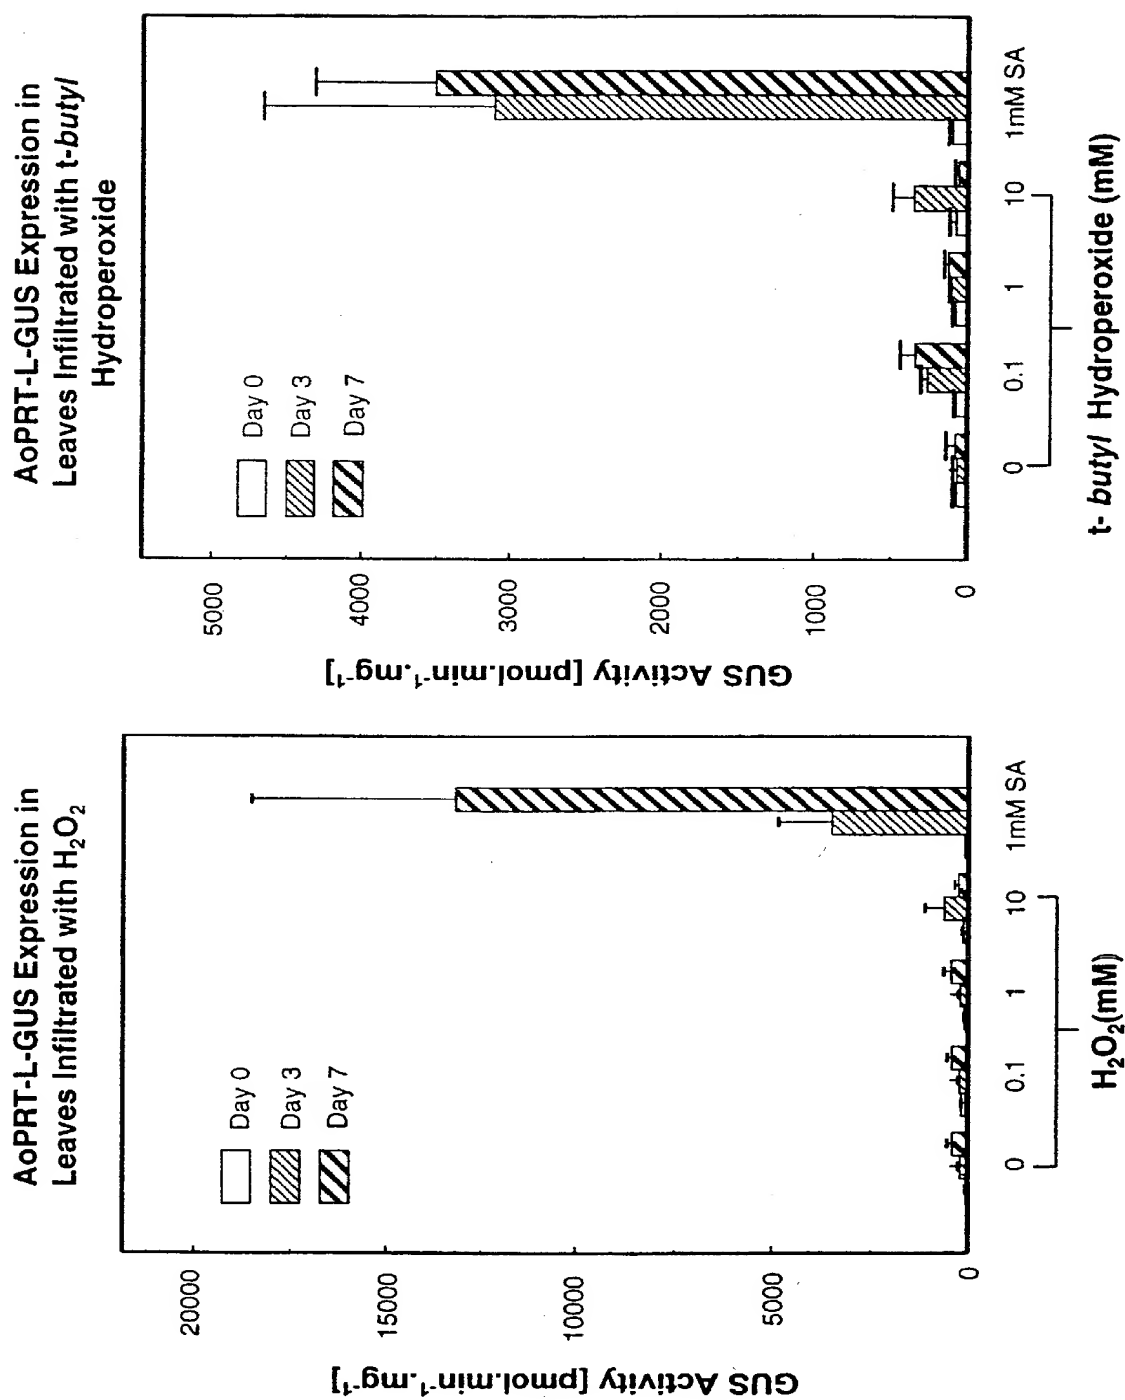 AoPRT-L-GUS Expression in
Leaves Infiltrated with H₂O₂
GUS Activity [pmol.min⁻¹.mg⁻¹]
20000
15000
10000
5000
0
Day 0
Day 3
Day 7
0
0.1
1
10
1mM SA
H₂O₂(mM)
AoPRT-L-GUS Expression in
Leaves Infiltrated with t-butyl
Hydroperoxide
GUS Activity [pmol.min⁻¹.mg⁻¹]
5000
4000
3000
2000
1000
0
Day 0
Day 3
Day 7
0
0.1
1
10
1mM SA
t- butyl Hydroperoxide (mM)